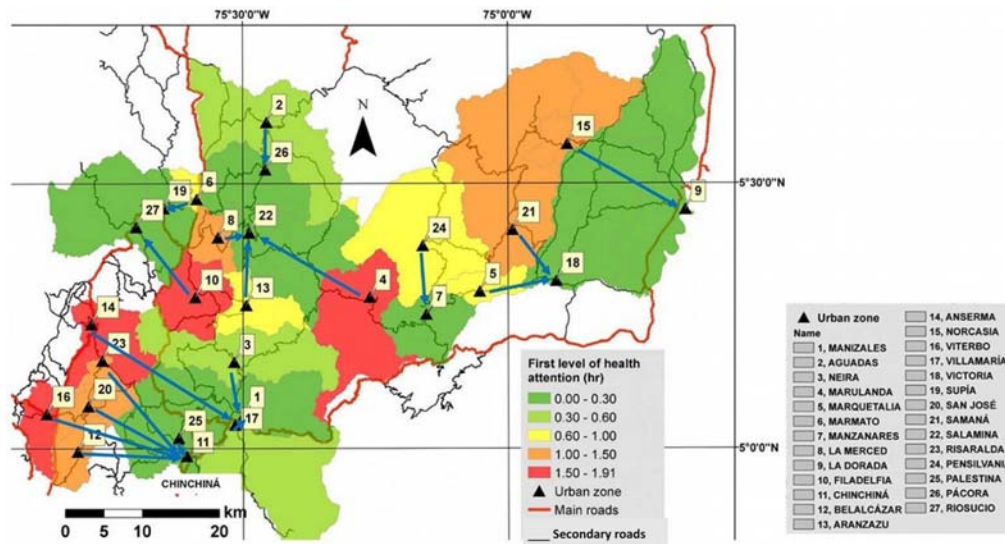 75°30'0"W 75°0'0"W
2
N
15
26
5°30'0"N
19 6
9
27 22
8 21
24
18
5
10 4
13 7
14
23 3
20
16 1
17
25
12 11
5°0'0"N
CHINCHINÁ
km
0 5 10 20
First level of health
attention (hr)
0.00 - 0.30
0.30 - 0.60
0.60 - 1.00
1.00 - 1.50
1.50 - 1.91
Urban zone
Main roads
Secondary roads
Urban zone
Name
1, MANIZALES
2, AGUADAS
3, NEIRA
4, MARULANDA
5, MARQUETALIA
6, MARMATO
7, MANZANARES
8, LA MERCED
9, LA DORADA
10, FILADELFIA
11, CHINCHINÁ
12, BELALCÁZAR
13, ARANZAZU
14, ANSERMA
15, NORCASIA
16, VITERBO
17, VILLAMARÍA
18, VICTORIA
19, SUPÍA
20, SAN JOSÉ
21, SAMANÁ
22, SALAMINA
23, RISARALDA
24, PENSILVANI
25, PALESTINA
26, PÁCORA
27, RIOSUCIO